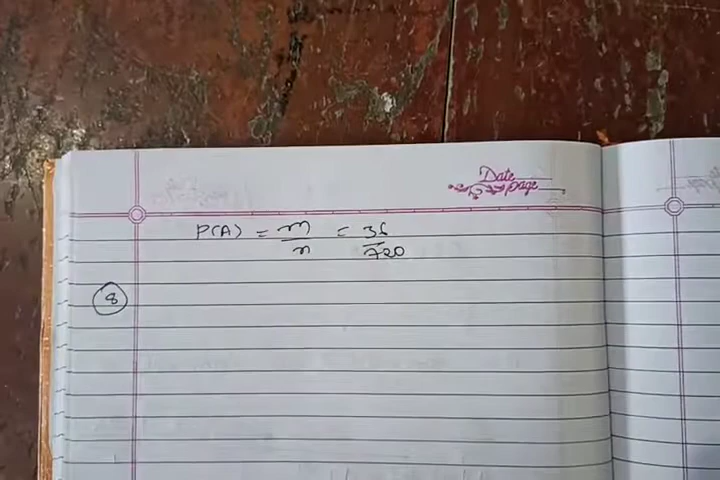 Date
Page
P(A) = m/n = 36/720
8